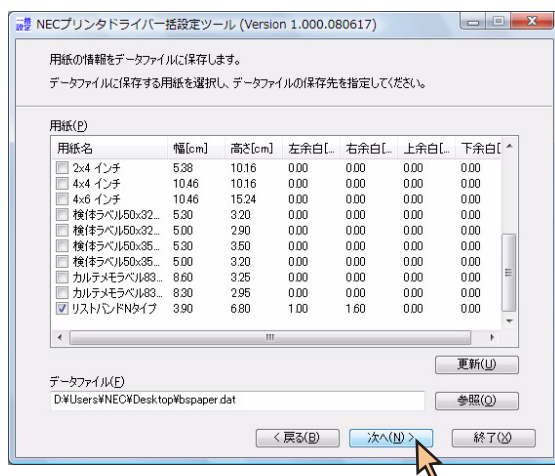 NECプリンタドライバー括設定ツール (Version 1.000.080617)
用紙の情報をデータファイルに保存します。
データファイルに保存する用紙を選択し、データファイルの保存先を指定してください。
用紙(P)
用紙名 幅[cm] 高さ[cm] 左余白[... 右余白[... 上余白[... 下余白[
2x4 インチ 5.38 10.16 0.00 0.00 0.00 0.00
4x4 インチ 10.46 10.16 0.00 0.00 0.00 0.00
4x6 インチ 10.46 15.24 0.00 0.00 0.00 0.00
検体ラベル50x32... 5.30 3.20 0.00 0.00 0.00 0.00
検体ラベル50x32... 5.00 2.90 0.00 0.00 0.00 0.00
検体ラベル50x35... 5.30 3.50 0.00 0.00 0.00 0.00
検体ラベル50x35... 5.00 3.20 0.00 0.00 0.00 0.00
カルテメモラベル83... 8.60 3.25 0.00 0.00 0.00 0.00
カルテメモラベル83... 8.30 2.95 0.00 0.00 0.00 0.00
リストバンドNタイプ 3.90 6.80 1.00 1.60 0.00 0.00
更新(U)
データファイル(F)
D:¥Users¥NEC¥Desktop¥bspaper.dat 参照(O)
< 戻る(B) 次へ(N) > 終了(X)